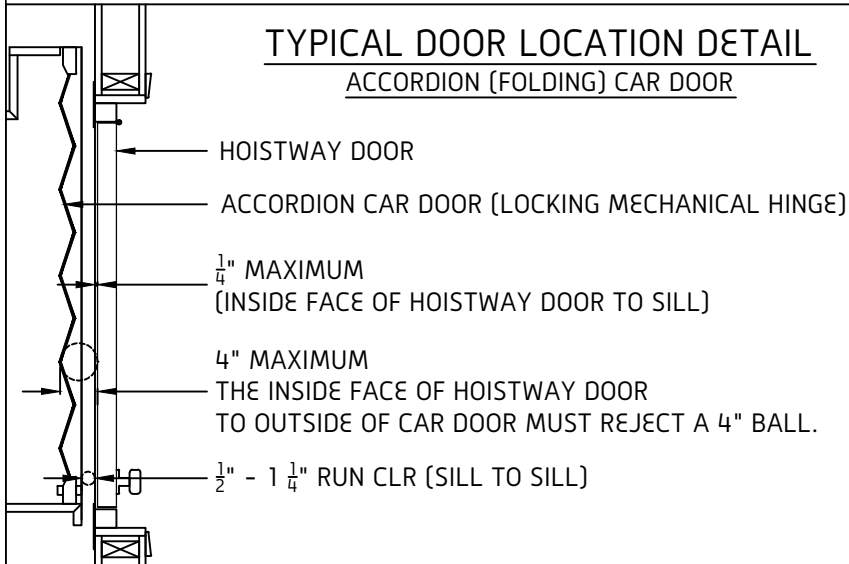 TYPICAL DOOR LOCATION DETAIL
ACCORDION (FOLDING) CAR DOOR
HOISTWAY DOOR
ACCORDION CAR DOOR (LOCKING MECHANICAL HINGE)
1/4" MAXIMUM
(INSIDE FACE OF HOISTWAY DOOR TO SILL)
4" MAXIMUM
THE INSIDE FACE OF HOISTWAY DOOR
TO OUTSIDE OF CAR DOOR MUST REJECT A 4" BALL.
1/2" - 1 1/4" RUN CLR (SILL TO SILL)